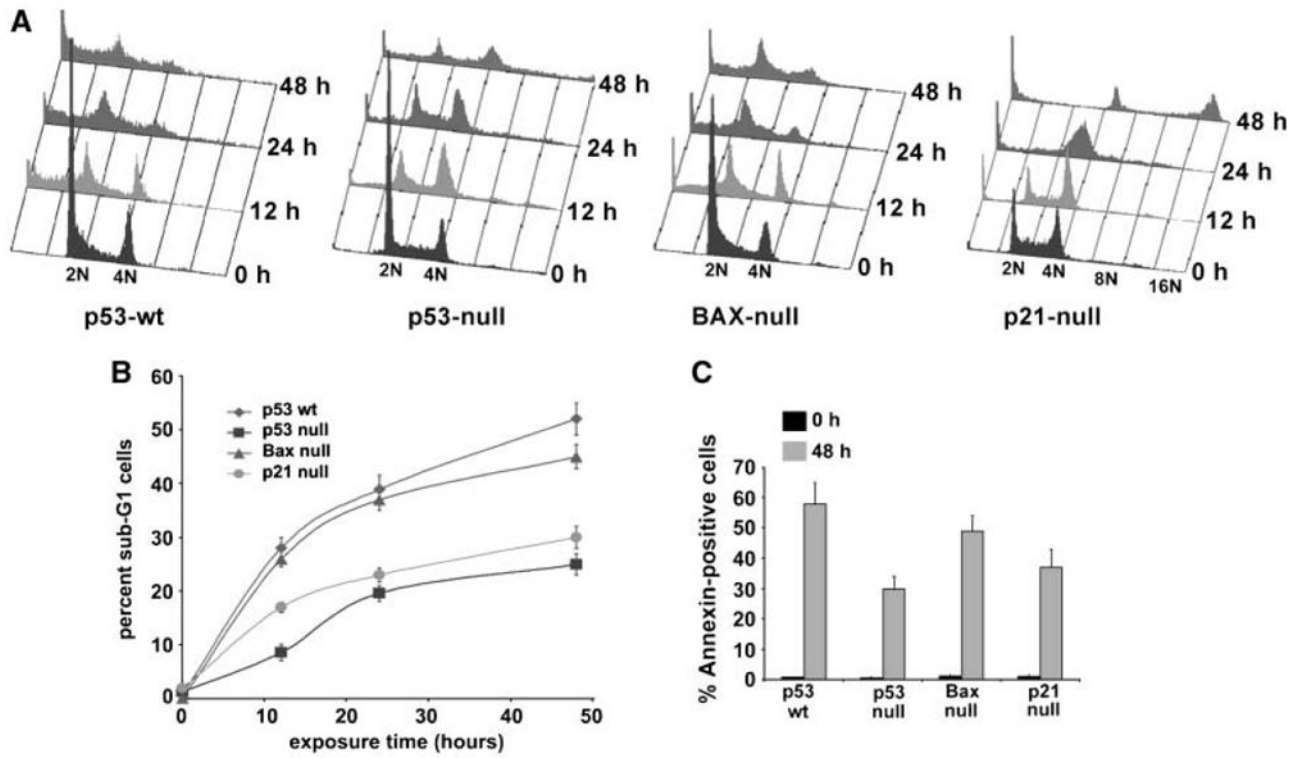 A
48 h
24 h
12 h
0 h
2N 4N
p53-wt
48 h
24 h
12 h
0 h
2N 4N
p53-null
48 h
24 h
12 h
0 h
2N 4N
BAX-null
48 h
24 h
12 h
0 h
2N 4N 8N 16N
p21-null
B
percent sub-G1 cells
60
50
40
30
20
10
0
p53 wt
p53 null
Bax null
p21 null
0 10 20 30 40 50
exposure time (hours)
C
0 h
48 h
% Annexin-positive cells
70
60
50
40
30
20
10
0
p53 p53 Bax p21
wt null null null